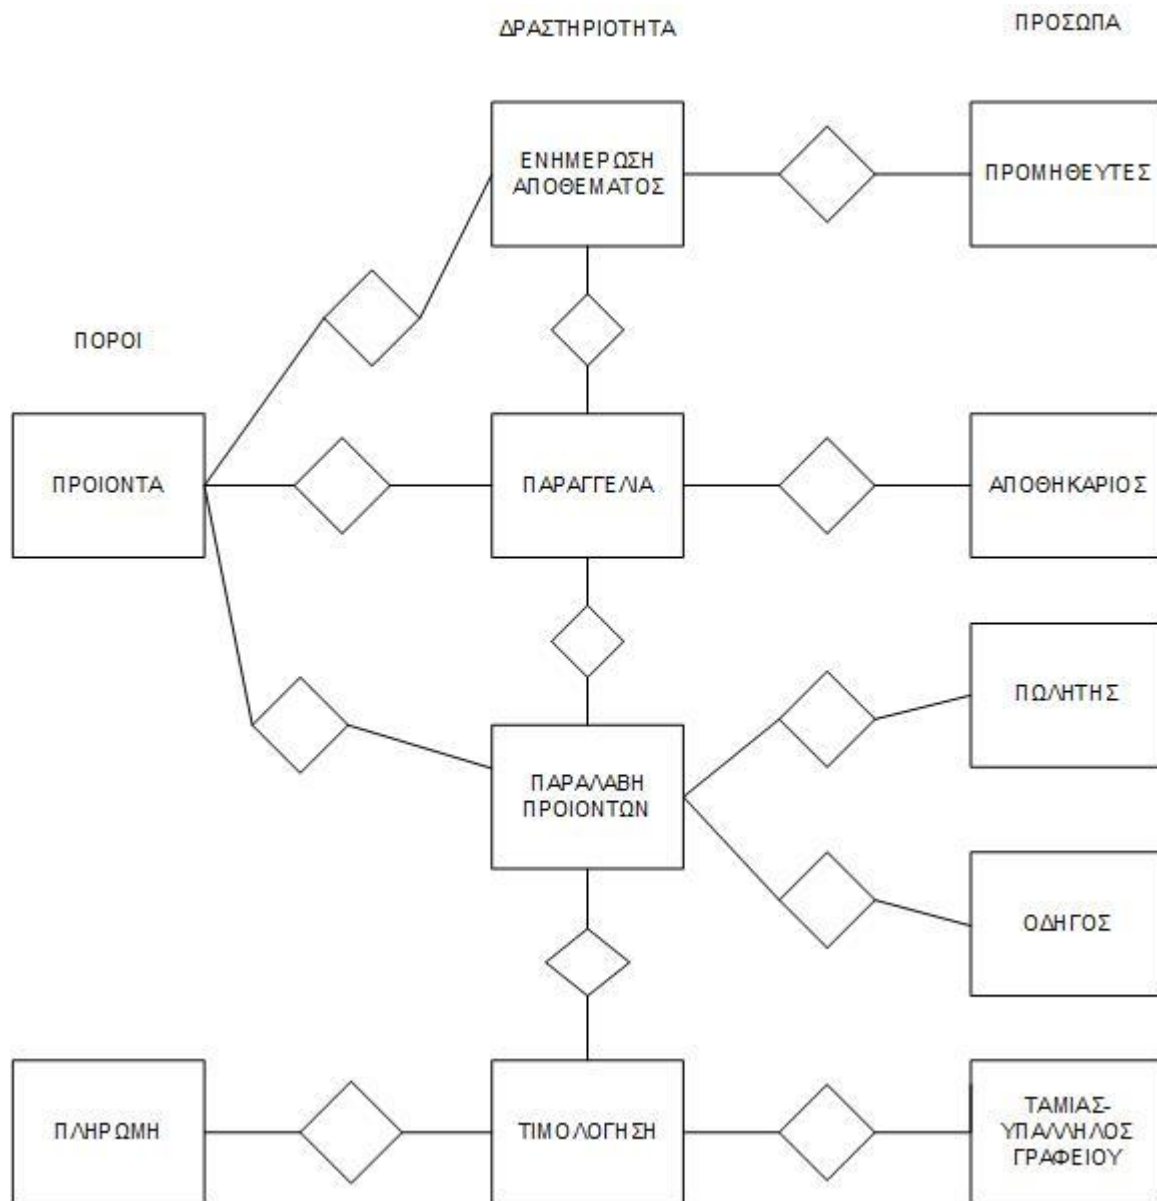 ΔΡΑΣΤΗΡΙΟΤΗΤΑ
ΠΡΟΣΩΠΑ
ΕΝΗΜΕΡΩΣΗ
ΑΠΟΘΕΜΑΤΟΣ
ΠΡΟΜΗΘΕΥΤΕΣ
ΠΟΡΟΙ
ΠΡΟΙΟΝΤΑ
ΠΑΡΑΓΓΕΛΙΑ
ΑΠΟΘΗΚΑΡΙΟΣ
ΠΩΛΗΤΗΣ
ΠΑΡΑΛΑΒΗ
ΠΡΟΙΟΝΤΩΝ
ΟΔΗΓΟΣ
ΠΛΗΡΩΜΗ
ΤΙΜΟΛΟΓΗΣΗ
ΤΑΜΙΑΣ-
ΥΠΑΛΛΗΛΟΣ
ΓΡΑΦΕΙΟΥ